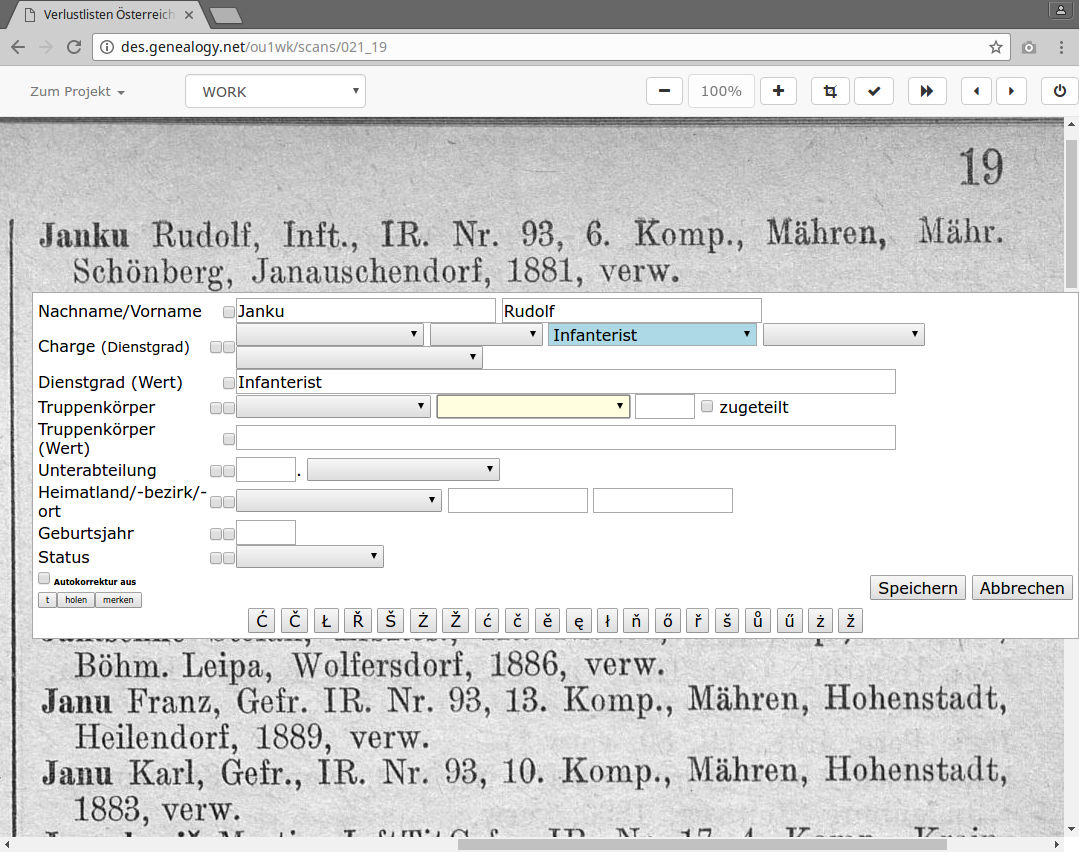 Verlustlisten Österreich
des.genealogy.net/ou1wk/scans/021_19
Zum Projekt
WORK
100%
19
Janku Rudolf, Inft., IR. Nr. 93, 6. Komp., Mähren, Mähr.
Schönberg, Janauschendorf, 1881, verw.
Nachname/Vorname Janku Rudolf
Charge (Dienstgrad) Infanterist
Dienstgrad (Wert) Infanterist
Truppenkörper zugeteilt
Truppenkörper
(Wert)
Unterabteilung .
Heimatland/-bezirk/-
ort
Geburtsjahr
Status
Autokorrektur aus
t holen merken Speichern Abbrechen
Ć Č Ł Ř Š Ż Ž ć č ě ę ł ň ő ř š ů ű ż ž
Böhm. Leipa, Wolfersdorf, 1886, verw.
Janu Franz, Gefr. IR. Nr. 93, 13. Komp., Mähren, Hohenstadt,
Heilendorf, 1889, verw.
Janu Karl, Gefr., IR. Nr. 93, 10. Komp., Mähren, Hohenstadt,
1883, verw.